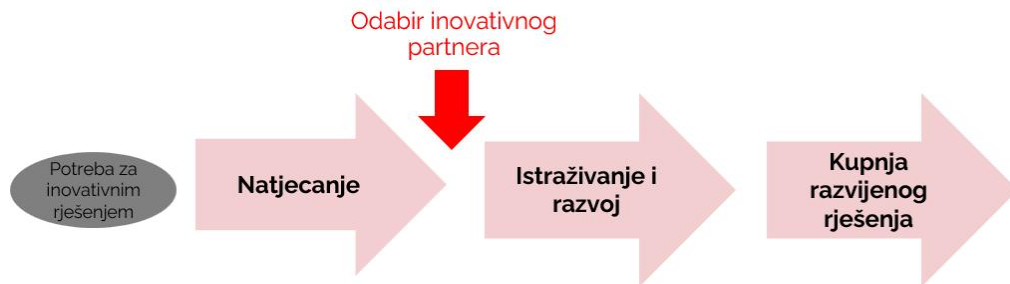 Odabir inovativnog
partnera
Potreba za
inovativnim
rješenjem
Natjecanje
Istraživanje i
razvoj
Kupnja
razvijenog
rješenja